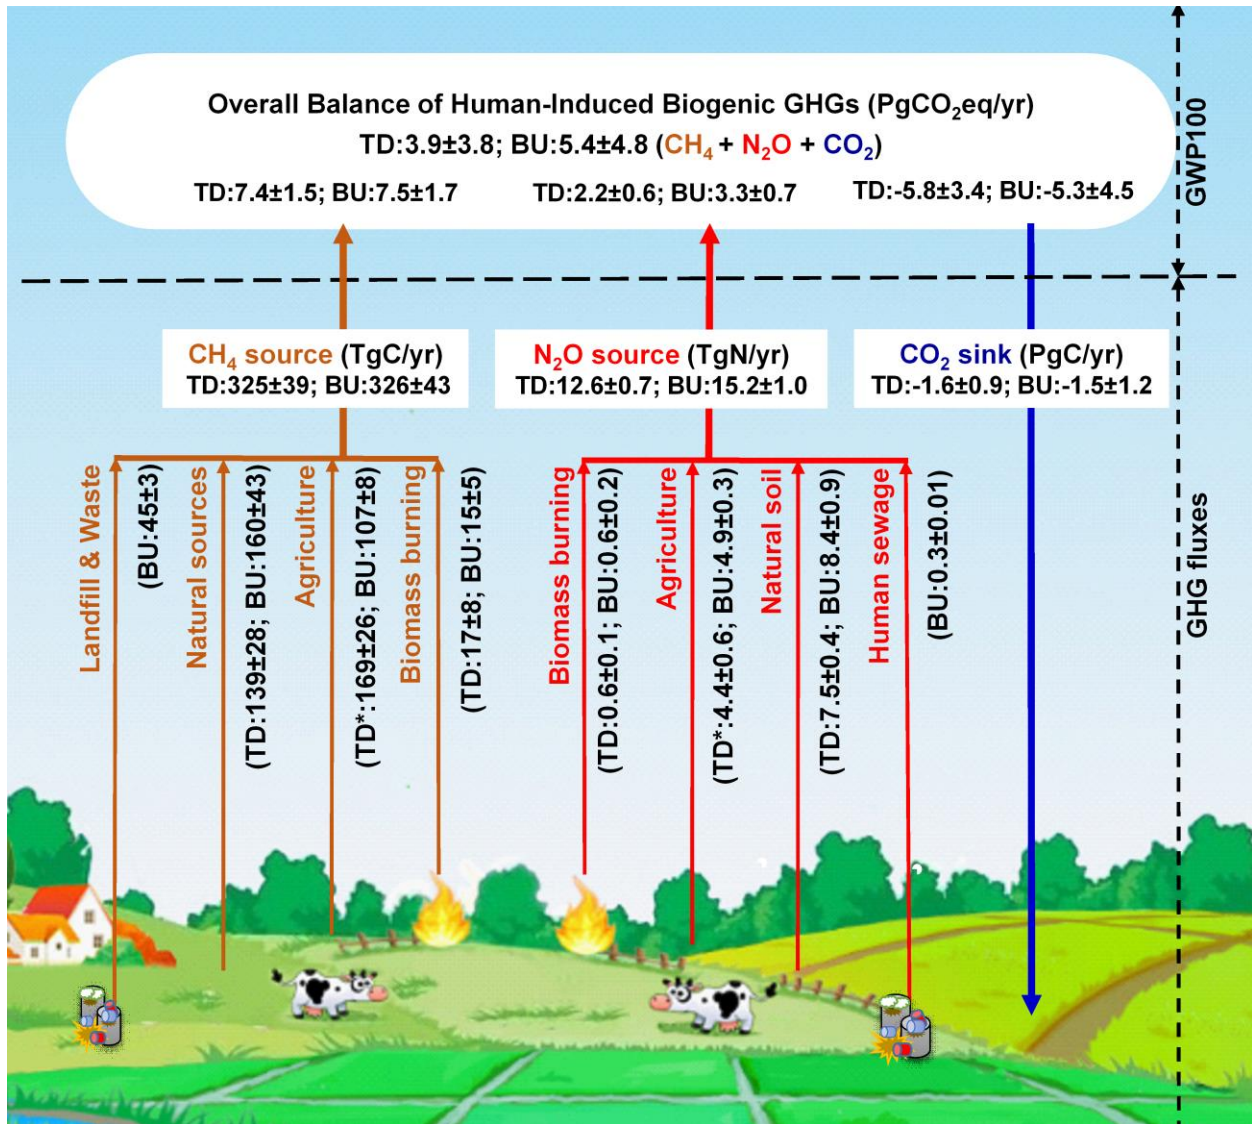 Overall Balance of Human-Induced Biogenic GHGs (PgCO₂eq/yr)
TD:3.9±3.8; BU:5.4±4.8 (CH₄ + N₂O + CO₂)
TD:7.4±1.5; BU:7.5±1.7
TD:2.2±0.6; BU:3.3±0.7
TD:-5.8±3.4; BU:-5.3±4.5
GWP100
CH₄ source (TgC/yr)
TD:325±39; BU:326±43
N₂O source (TgN/yr)
TD:12.6±0.7; BU:15.2±1.0
CO₂ sink (PgC/yr)
TD:-1.6±0.9; BU:-1.5±1.2
Landfill & Waste
(BU:45±3)
Natural sources
(TD:139±28; BU:160±43)
Agriculture
(TD*:169±26; BU:107±8)
Biomass burning
(TD:17±8; BU:15±5)
Biomass burning
(TD:0.6±0.1; BU:0.6±0.2)
Agriculture
(TD*:4.4±0.6; BU:4.9±0.3)
Natural soil
(TD:7.5±0.4; BU:8.4±0.9)
Human sewage
(BU:0.3±0.01)
GHG fluxes